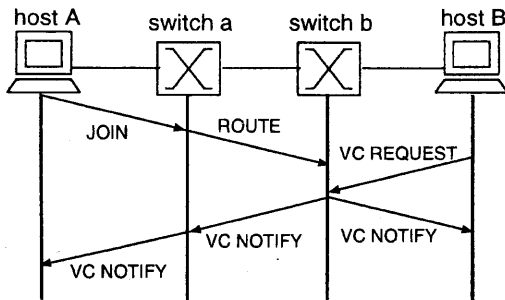 host A
switch a
switch b
host B
JOIN
ROUTE
VC REQUEST
VC NOTIFY
VC NOTIFY
VC NOTIFY